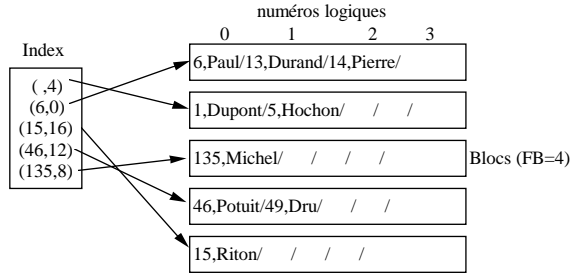 numéros logiques
0 1 2 3
Index
6,Paul/13,Durand/14,Pierre/
( ,4)
(6,0)
1,Dupont/5,Hochon/ / /
(15,16)
(46,12)
(135,8)
135,Michel/ / / /
Blocs (FB=4)
46,Potuit/49,Dru/ / /
15,Riton/ / / /